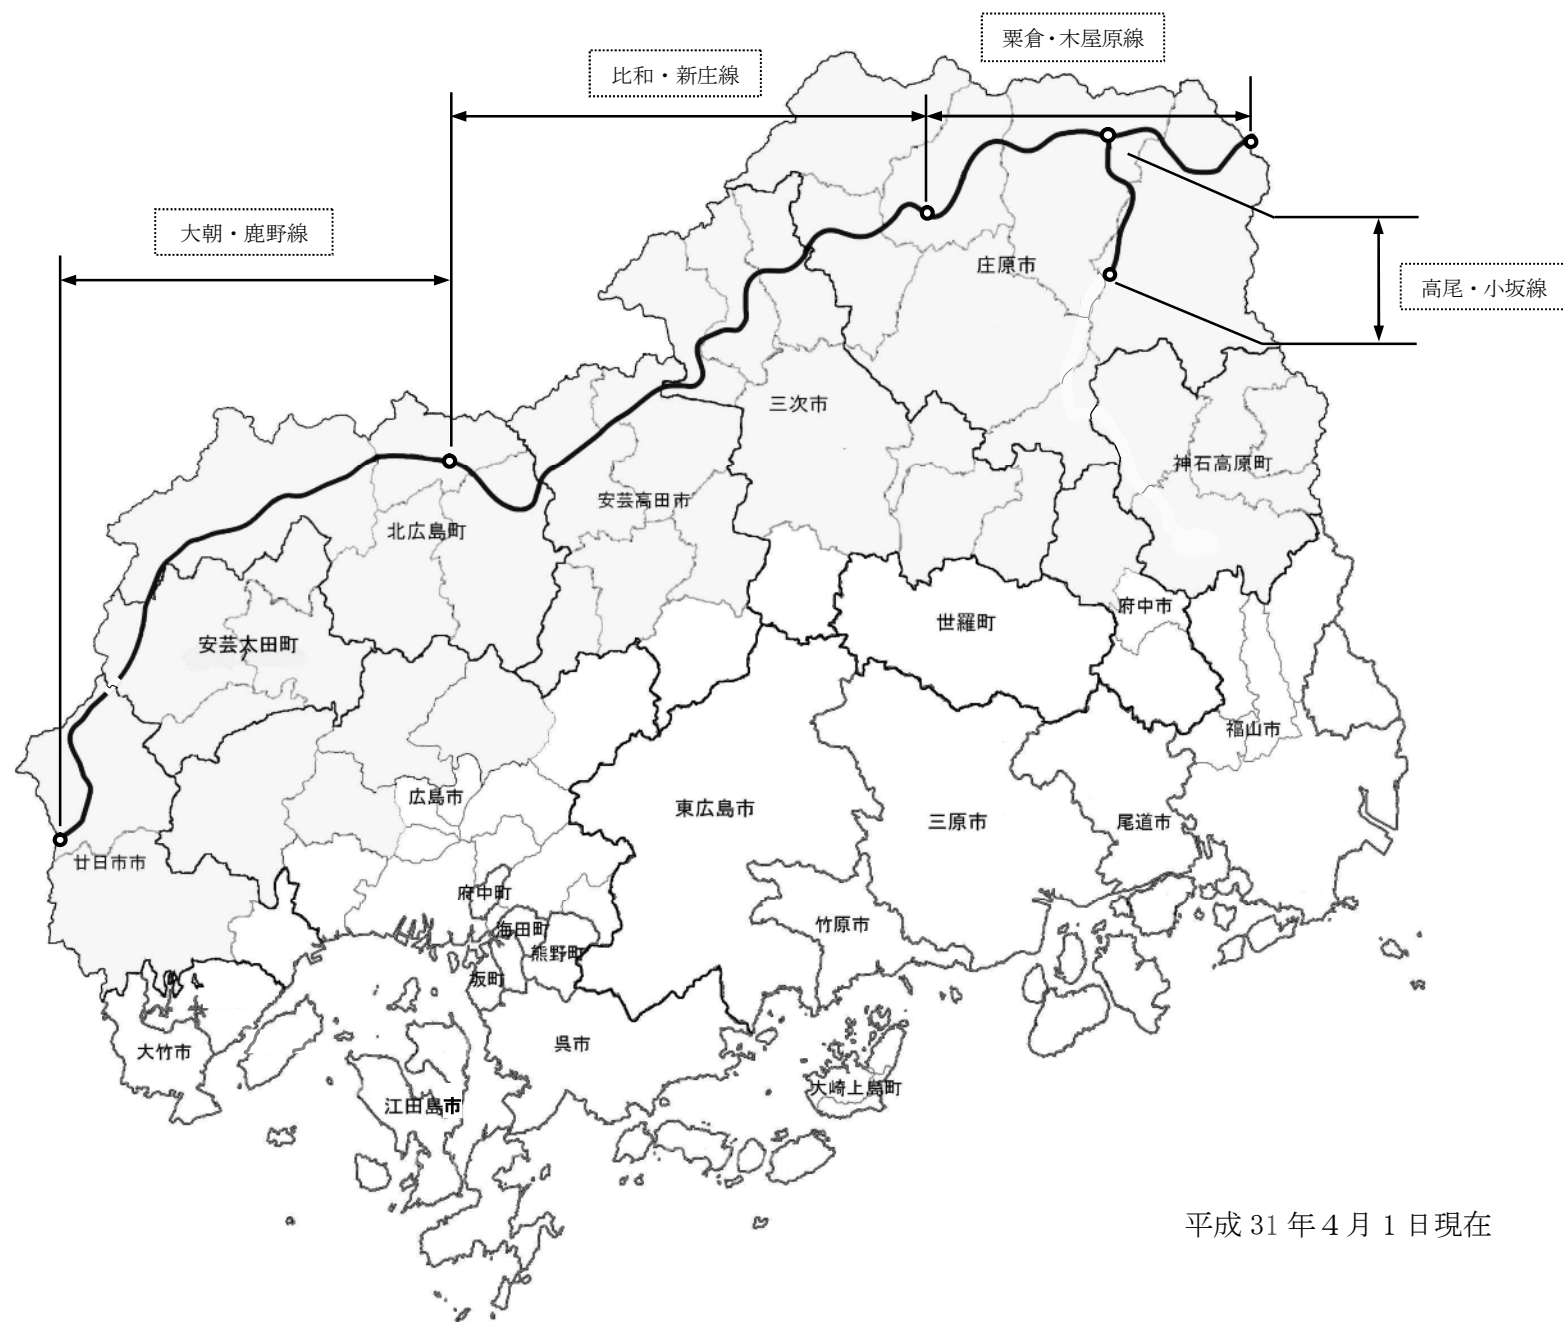 粟倉・木屋原線
比和・新庄線
大朝・鹿野線
庄原市
高尾・小坂線
三次市
神石高原町
安芸高田市
北広島町
府中市
世羅町
安芸太田町
福山市
広島市
東広島市
三原市
尾道市
廿日市市
府中町
海田町
竹原市
熊野町
坂町
呉市
大竹市
大崎上島町
江田島市
平成 31 年 4 月 1 日現在